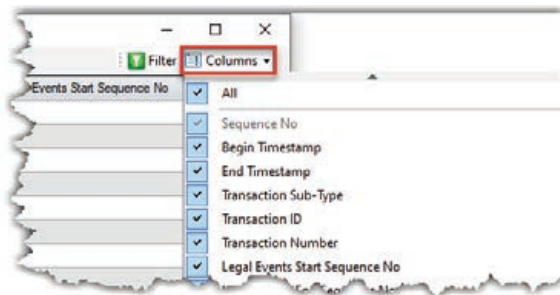 Filter Columns
Events Start Sequence No
All
Sequence No
Begin Timestamp
End Timestamp
Transaction Sub-Type
Transaction ID
Transaction Number
Legal Events Start Sequence No